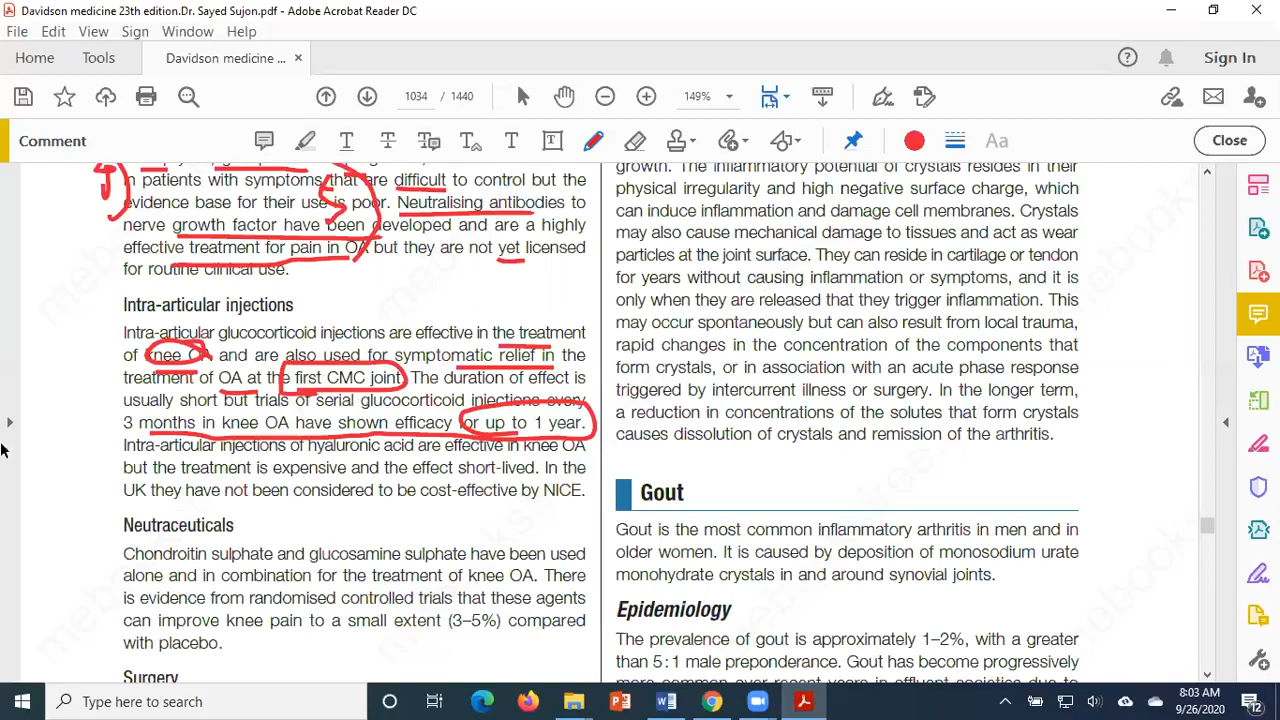 Davidson medicine 23th edition.Dr. Sayed Sujon.pdf - Adobe Acrobat Reader DC
File Edit View Sign Window Help
Home Tools Davidson medicine ... × Sign In
1034 / 1440 149%
Comment Close
in patients with symptoms that are difficult to control but the
evidence base for their use is poor. Neutralising antibodies to
nerve growth factor have been developed and are a highly
effective treatment for pain in OA but they are not yet licensed
for routine clinical use.
Intra-articular injections
Intra-articular glucocorticoid injections are effective in the treatment
of knee OA and are also used for symptomatic relief in the
treatment of OA at the first CMC joint. The duration of effect is
usually short but trials of serial glucocorticoid injections every
3 months in knee OA have shown efficacy for up to 1 year.
Intra-articular injections of hyaluronic acid are effective in knee OA
but the treatment is expensive and the effect short-lived. In the
UK they have not been considered to be cost-effective by NICE.
Neutraceuticals
Chondroitin sulphate and glucosamine sulphate have been used
alone and in combination for the treatment of knee OA. There
is evidence from randomised controlled trials that these agents
can improve knee pain to a small extent (3–5%) compared
with placebo.
Surgery
growth. The inflammatory potential of crystals resides in their
physical irregularity and high negative surface charge, which
can induce inflammation and damage cell membranes. Crystals
may also cause mechanical damage to tissues and act as wear
particles at the joint surface. They can reside in cartilage or tendon
for years without causing inflammation or symptoms, and it is
only when they are released that they trigger inflammation. This
may occur spontaneously but can also result from local trauma,
rapid changes in the concentration of the components that
form crystals, or in association with an acute phase response
triggered by intercurrent illness or surgery. In the longer term,
a reduction in concentrations of the solutes that form crystals
causes dissolution of crystals and remission of the arthritis.
Gout
Gout is the most common inflammatory arthritis in men and in
older women. It is caused by deposition of monosodium urate
monohydrate crystals in and around synovial joints.
Epidemiology
The prevalence of gout is approximately 1–2%, with a greater
than 5:1 male preponderance. Gout has become progressively
more common over recent years in affluent societies due to
Type here to search
8:03 AM
9/26/2020
12